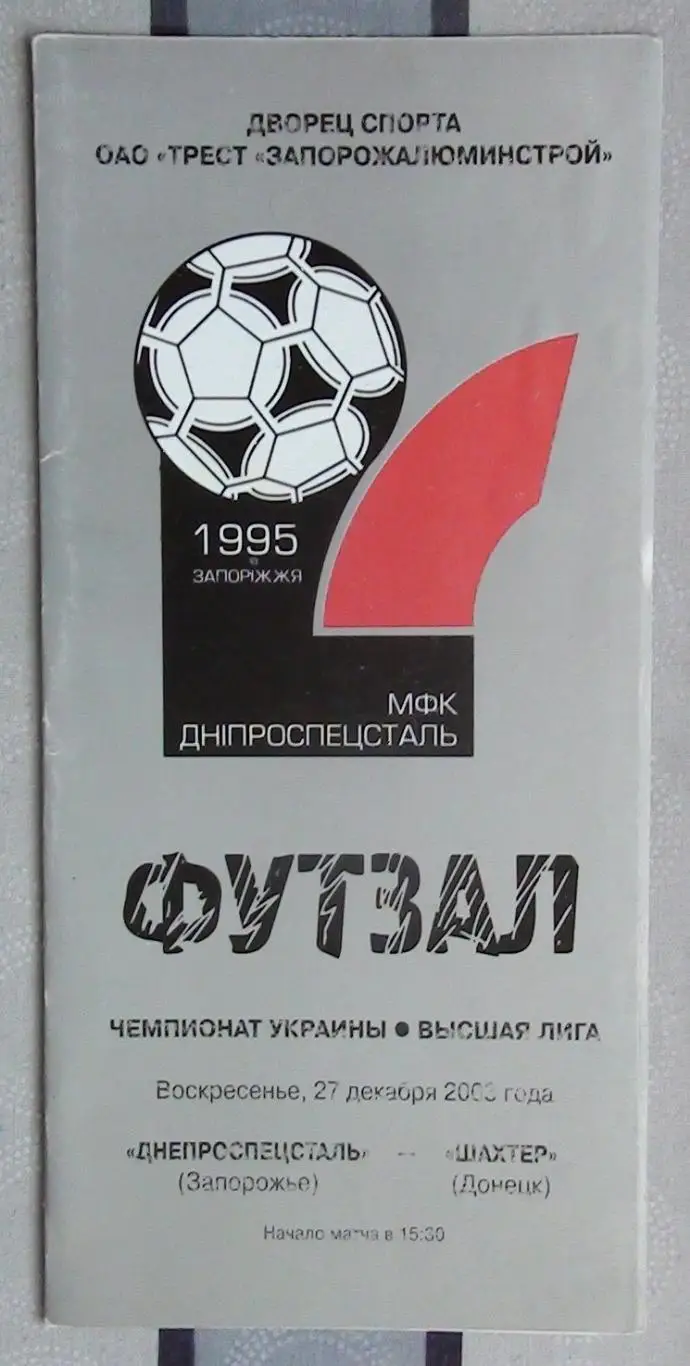 ДВОРЕЦ СПОРТА
ОАО «ТРЕСТ «ЗАПОРОЖАЛЮМИНСТРОЙ»
1995
ЗАПОРІЖЖЯ
МФК
ДНІПРОСПЕЦСТАЛЬ
ФУТЗАЛ
ЧЕМПИОНАТ УКРАИНЫ ● ВЫСШАЯ ЛИГА
Воскресенье, 27 декабря 2003 года
«ДНЕПРОСПЕЦСТАЛЬ» – «ШАХТЕР»
(Запорожье) (Донецк)
Начало матча в 15:30